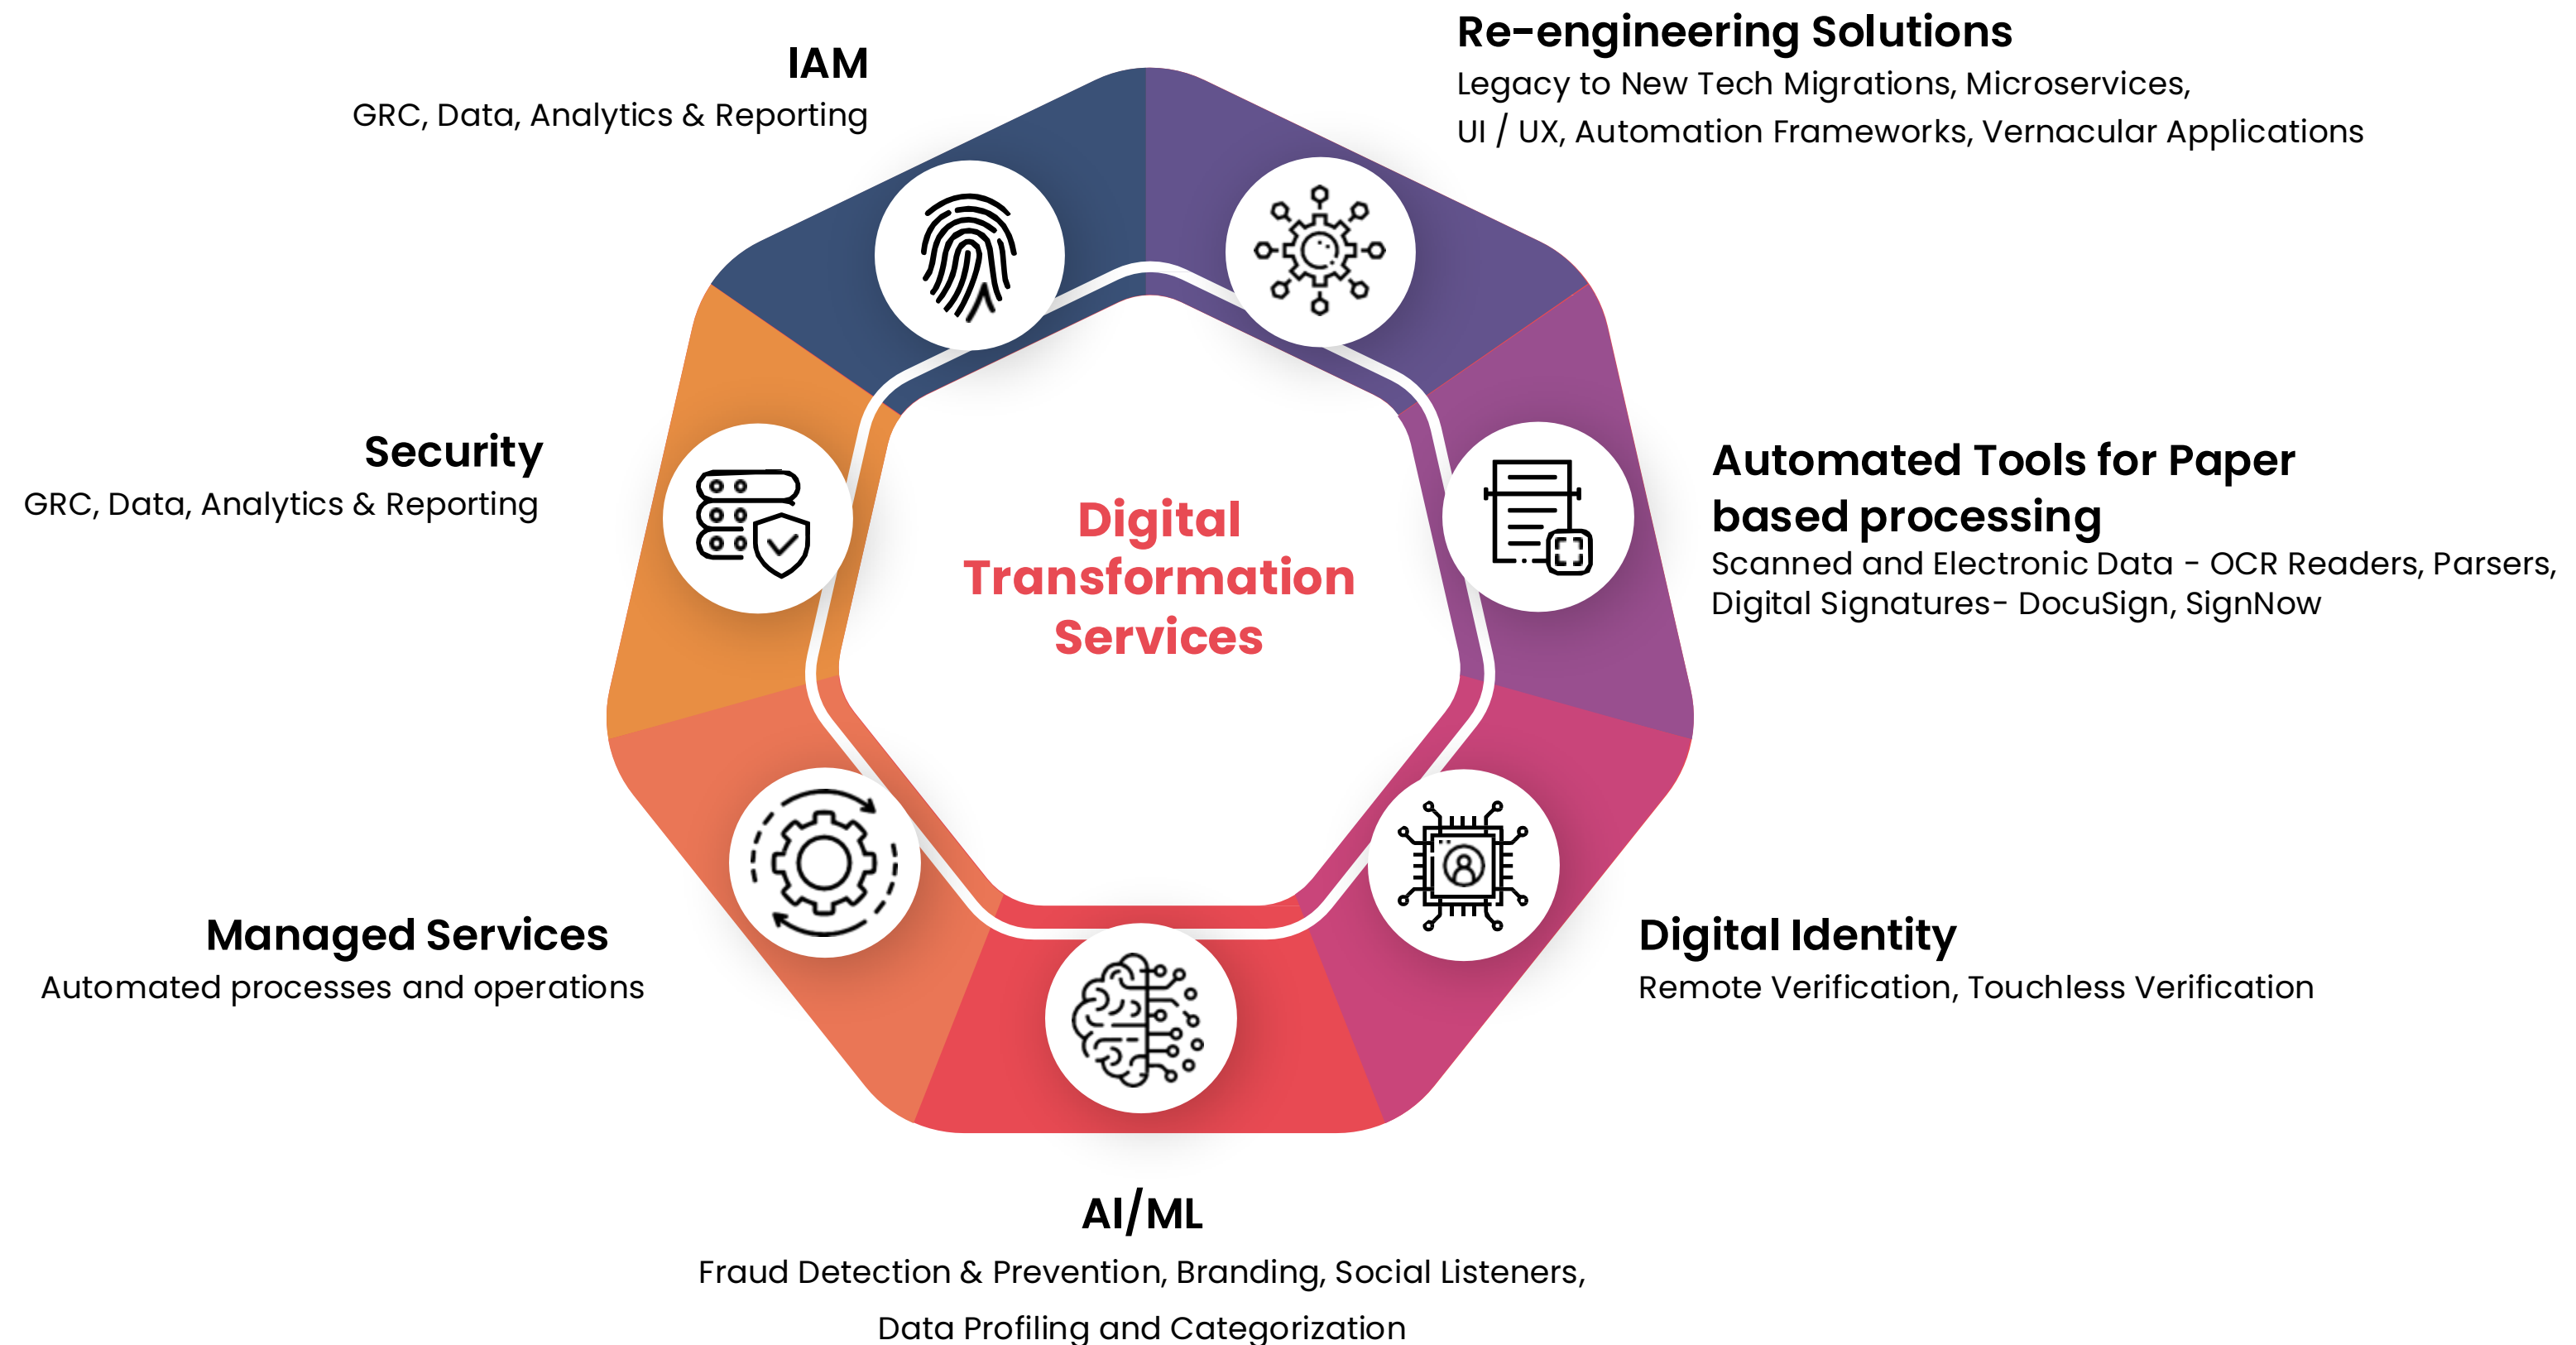 IAM
GRC, Data, Analytics & Reporting
Re-engineering Solutions
Legacy to New Tech Migrations, Microservices,
UI / UX, Automation Frameworks, Vernacular Applications
Security
GRC, Data, Analytics & Reporting
Digital
Transformation
Services
Automated Tools for Paper
based processing
Scanned and Electronic Data - OCR Readers, Parsers,
Digital Signatures- DocuSign, SignNow
Managed Services
Automated processes and operations
Digital Identity
Remote Verification, Touchless Verification
AI/ML
Fraud Detection & Prevention, Branding, Social Listeners,
Data Profiling and Categorization